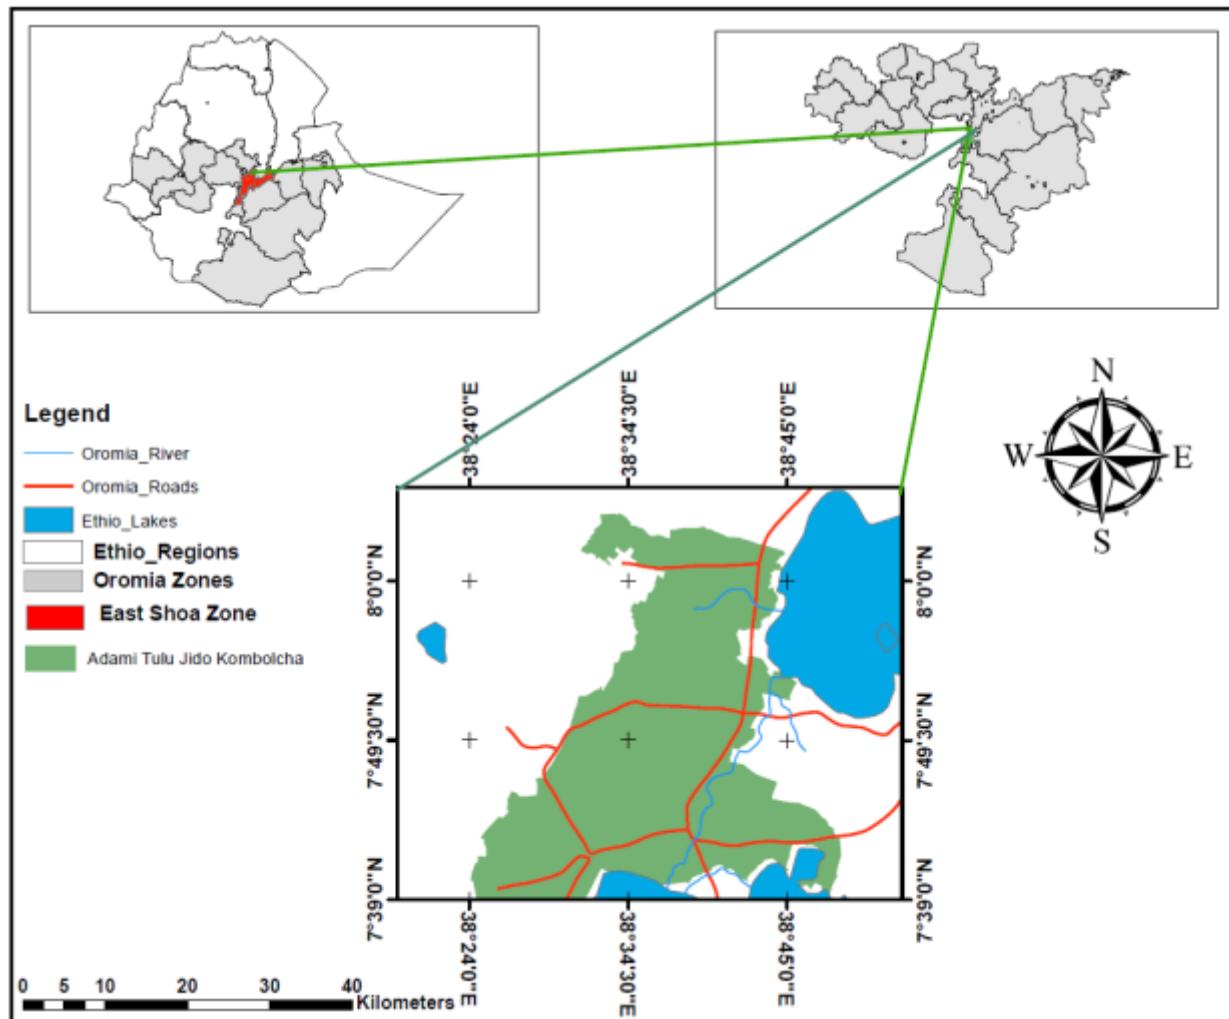 38°24'0"E
38°34'30"E
38°45'0"E
N
W
E
S
Legend
Oromia_River
Oromia_Roads
Ethio_Lakes
Ethio_Regions
Oromia Zones
East Shoa Zone
Adami Tulu Jido Kombolcha
8°0'0"N
8°0'0"N
7°49'30"N
7°49'30"N
7°39'0"N
7°39'0"N
38°24'0"E
38°34'30"E
38°45'0"E
0 5 10 20 30 40
Kilometers